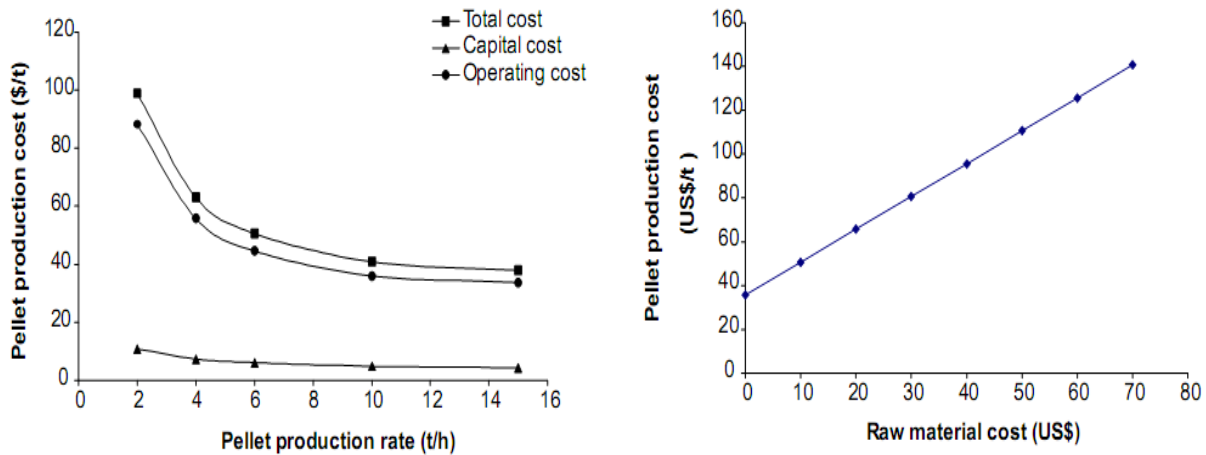 Pellet production cost ($/t)
120
100
80
60
40
20
0
0 2 4 6 8 10 12 14 16
Pellet production rate (t/h)
Total cost
Capital cost
Operating cost
Pellet production cost
(US$/t )
160
140
120
160
80
60
40
20
0
0 10 20 30 40 50 60 70 80
Raw material cost (US$)